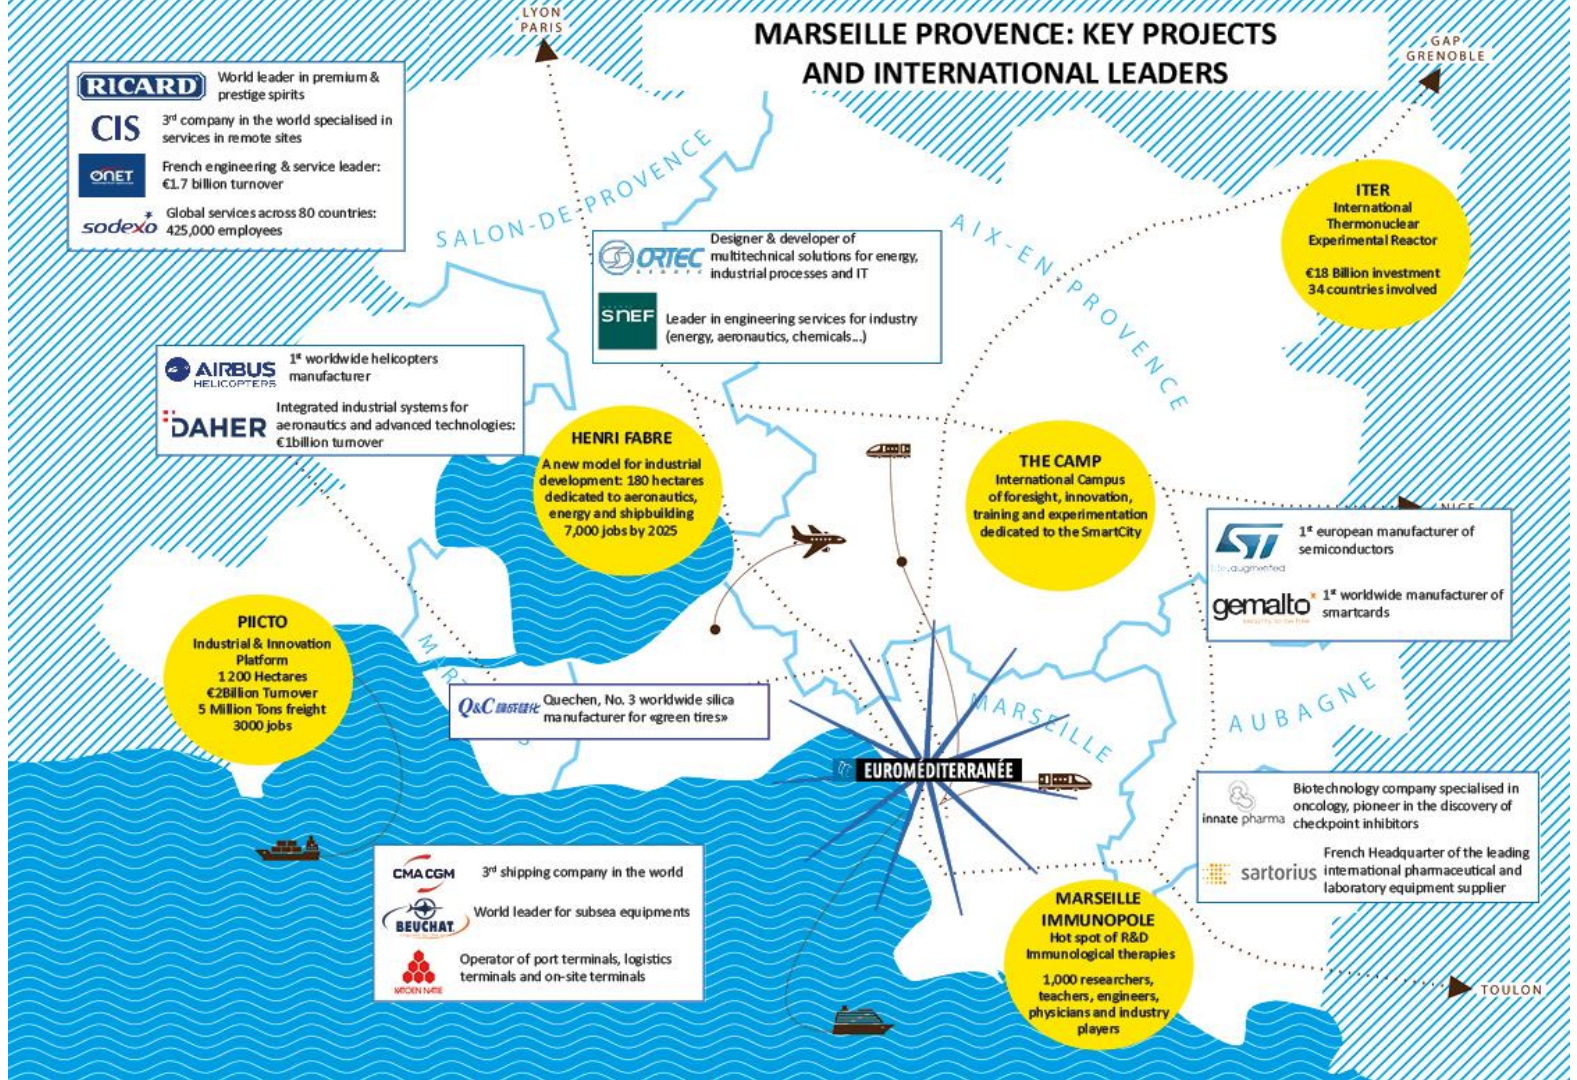 LYON
PARIS
MARSEILLE PROVENCE: KEY PROJECTS
AND INTERNATIONAL LEADERS
GAP
GRENOBLE
RICARD
World leader in premium &
prestige spirits
CIS
3rd company in the world specialised in
services in remote sites
ONET
French engineering & service leader:
€1.7 billion turnover
sodexo
Global services across 80 countries:
425,000 employees
SALON-DE-PROVENCE
AIX-EN-PROVENCE
ITER
International
Thermonuclear
Experimental Reactor
€18 Billion investment
34 countries involved
ORTEC
Designer & developer of
multitechnical solutions for energy,
industrial processes and IT
SNEF
Leader in engineering services for industry
(energy, aeronautics, chemicals...)
AIRBUS
HELICOPTERS
1st worldwide helicopters
manufacturer
DAHER
Integrated industrial systems for
aeronautics and advanced technologies:
€1billion turnover
HENRI FABRE
A new model for industrial
development: 180 hectares
dedicated to aeronautics,
energy and shipbuilding
7,000 jobs by 2025
THE CAMP
International Campus
of foresight, innovation,
training and experimentation
dedicated to the SmartCity
NICE
ST
life.augmented
1st european manufacturer of
semiconductors
gemalto
security to be free
1st worldwide manufacturer of
smartcards
PIICTO
Industrial & Innovation
Platform
1 200 Hectares
€2Billion Turnover
5 Million Tons freight
3000 jobs
Q&C
Quechen, No. 3 worldwide silica
manufacturer for «green tires»
MARSEILLE
AUBAGNE
EUROMÉDITERRANÉE
innate pharma
Biotechnology company specialised in
oncology, pioneer in the discovery of
checkpoint inhibitors
sartorius
French Headquarter of the leading
international pharmaceutical and
laboratory equipment supplier
CMA CGM
3rd shipping company in the world
BEUCHAT
World leader for subsea equipments
KATOEN NATIE
Operator of port terminals, logistics
terminals and on-site terminals
MARSEILLE
IMMUNOPOLE
Hot spot of R&D
Immunological therapies
1,000 researchers,
teachers, engineers,
physicians and industry
players
TOULON